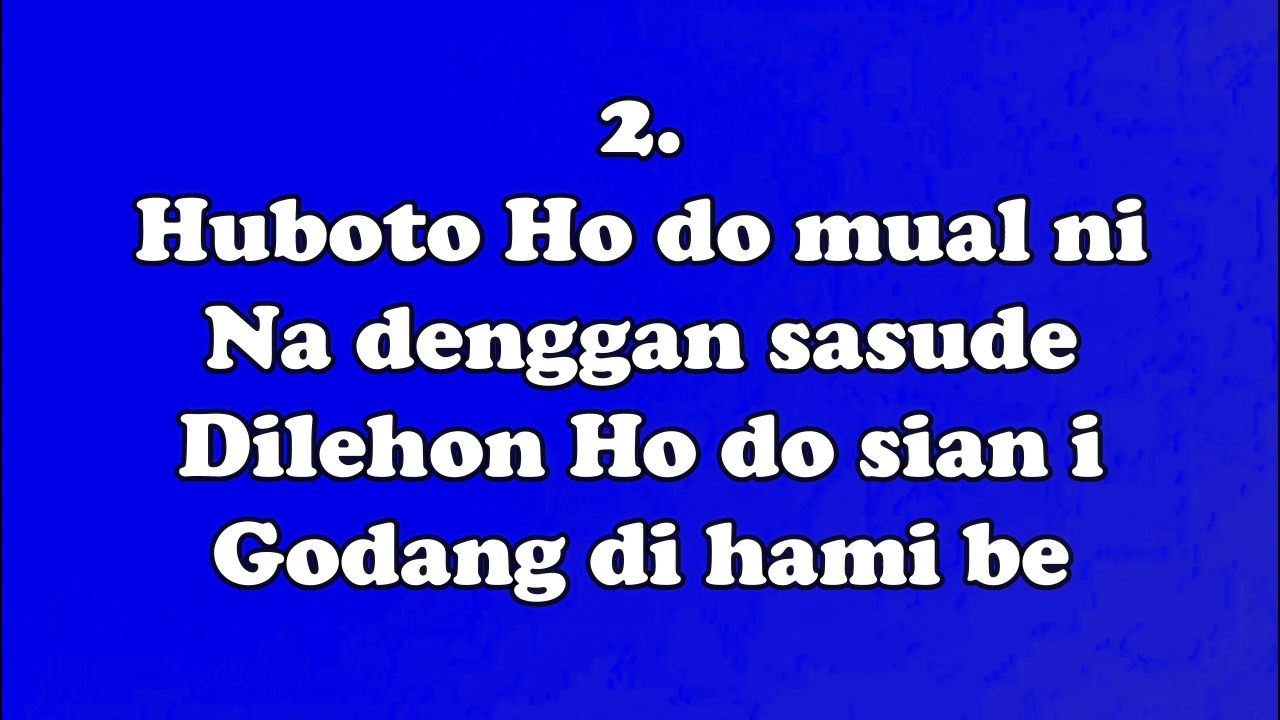 2.
Huboto Ho do mual ni
Na denggan sasude
Dilehon Ho do sian i
Godang di hami be